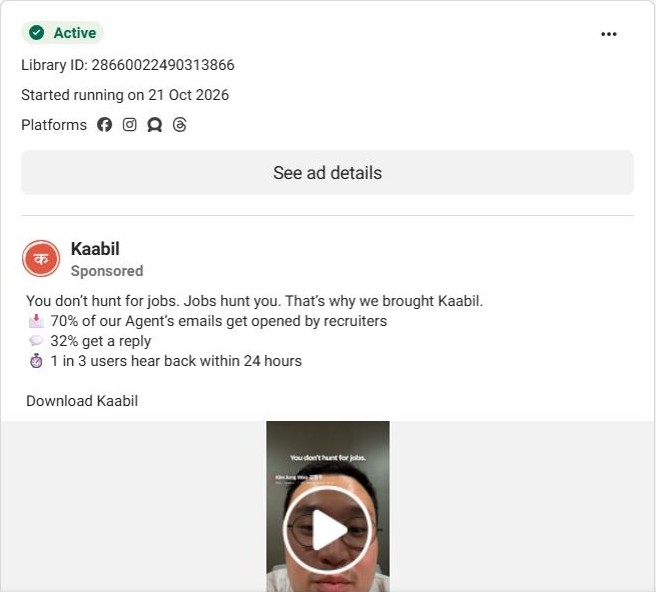 Active
Library ID: 28660022490313866
Started running on 21 Oct 2026
Platforms
See ad details
क
Kaabil
Sponsored
You don’t hunt for jobs. Jobs hunt you. That’s why we brought Kaabil.
70% of our Agent’s emails get opened by recruiters
32% get a reply
1 in 3 users hear back within 24 hours
Download Kaabil
You don’t hunt for jobs.